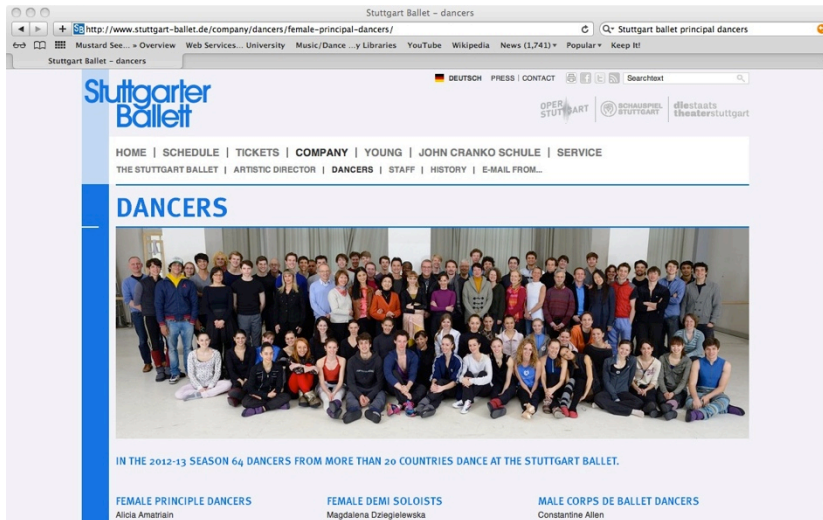 Stuttgart Ballet – dancers
http://www.stuttgart-ballet.de/company/dancers/female-principal-dancers/
Stuttgart ballet principal dancers
Mustard See... » Overview Web Services... University Music/Dance ...y Libraries YouTube Wikipedia News (1,741) Popular Keep It!
Stuttgart Ballet – dancers
DEUTSCH PRESS | CONTACT Searchtext
Stuttgarter
Ballett
OPER STUTTGART SCHAUSPIEL STUTTGART diestaats theaterstuttgart
HOME | SCHEDULE | TICKETS | COMPANY | YOUNG | JOHN CRANKO SCHULE | SERVICE
THE STUTTGART BALLET | ARTISTIC DIRECTOR | DANCERS | STAFF | HISTORY | E-MAIL FROM...
DANCERS
IN THE 2012-13 SEASON 64 DANCERS FROM MORE THAN 20 COUNTRIES DANCE AT THE STUTTGART BALLET.
FEMALE PRINCIPLE DANCERS FEMALE DEMI SOLOISTS MALE CORPS DE BALLET DANCERS
Alicia Amatriain Magdalena Dziegielewska Constantine Allen